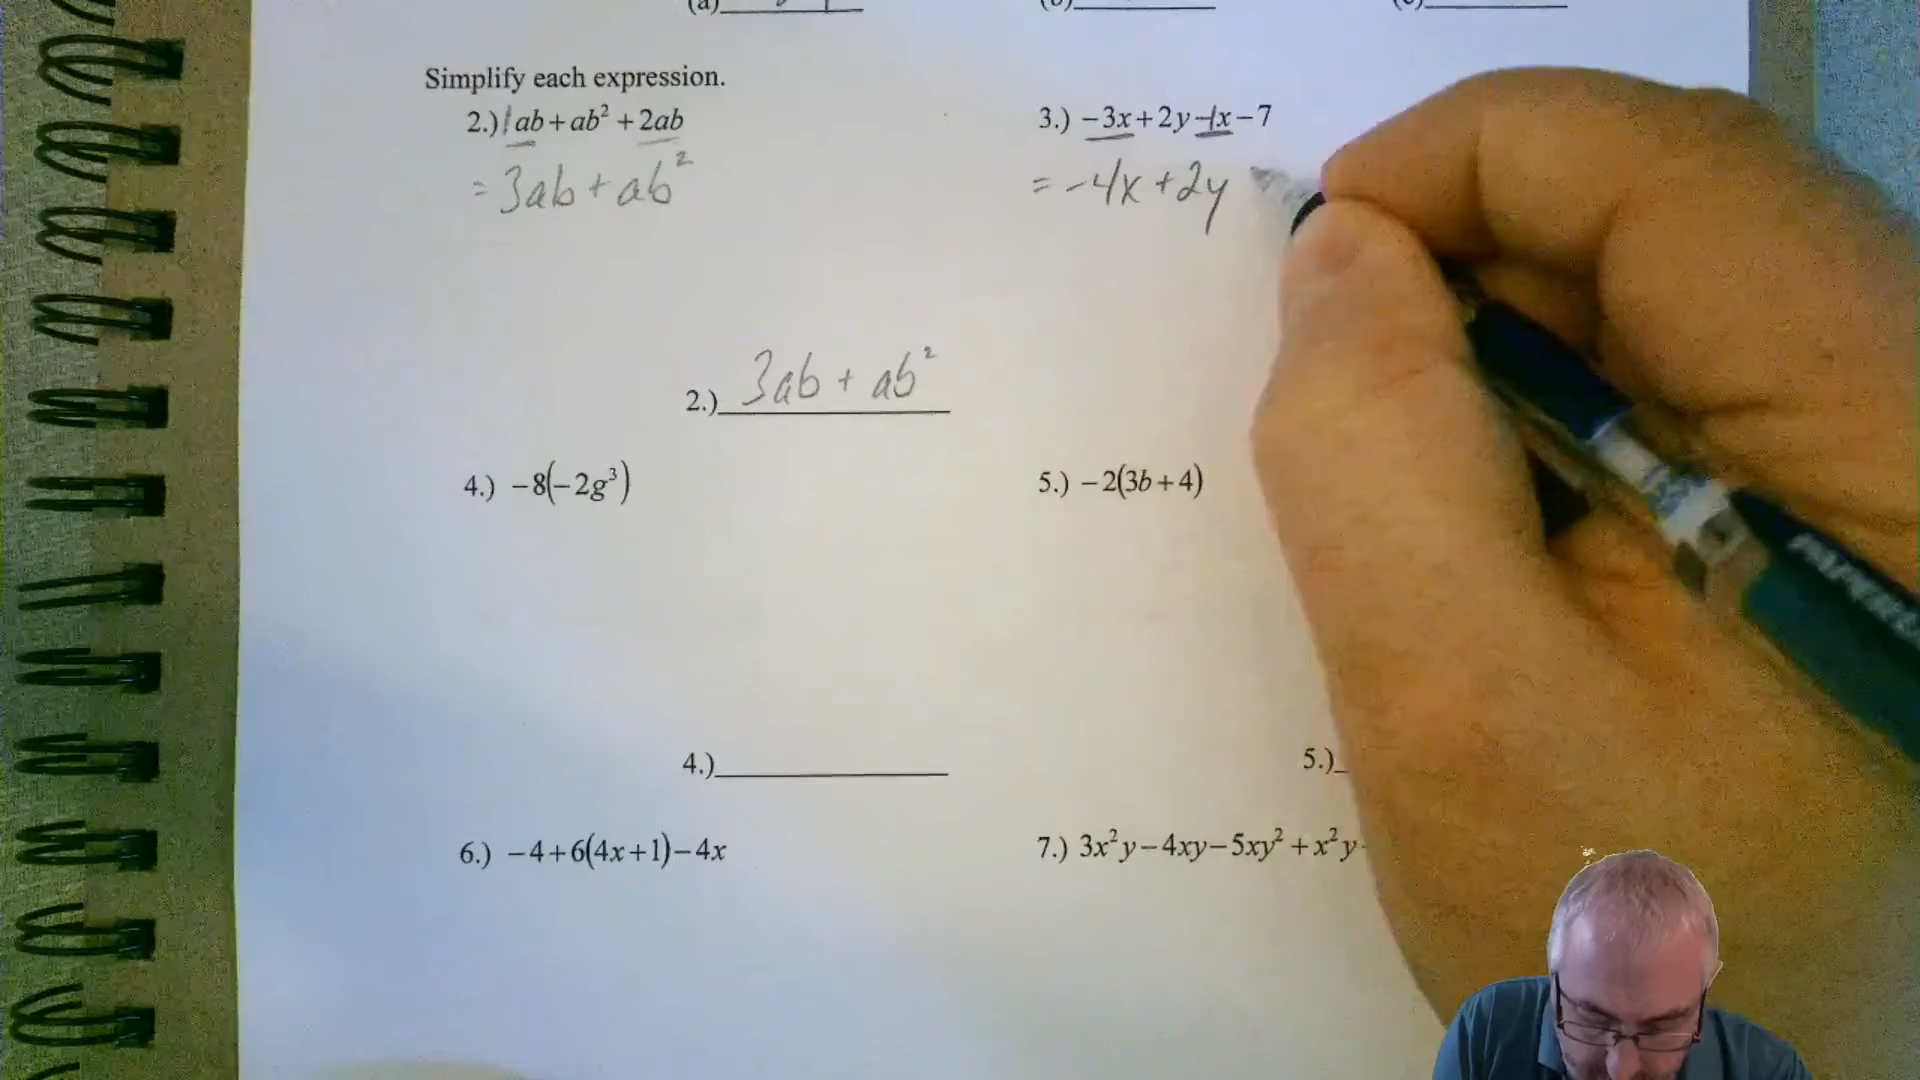 (a)
(b)
(c)
Simplify each expression.
2.) 1ab + ab² + 2ab
= 3ab + ab²
3.) −3x + 2y −1x − 7
= −4x + 2y
2.) 3ab + ab²
4.) −8(−2g³)
5.) −2(3b + 4)
4.)
5.)
6.) −4 + 6(4x + 1) − 4x
7.) 3x²y − 4xy − 5xy² + x²y